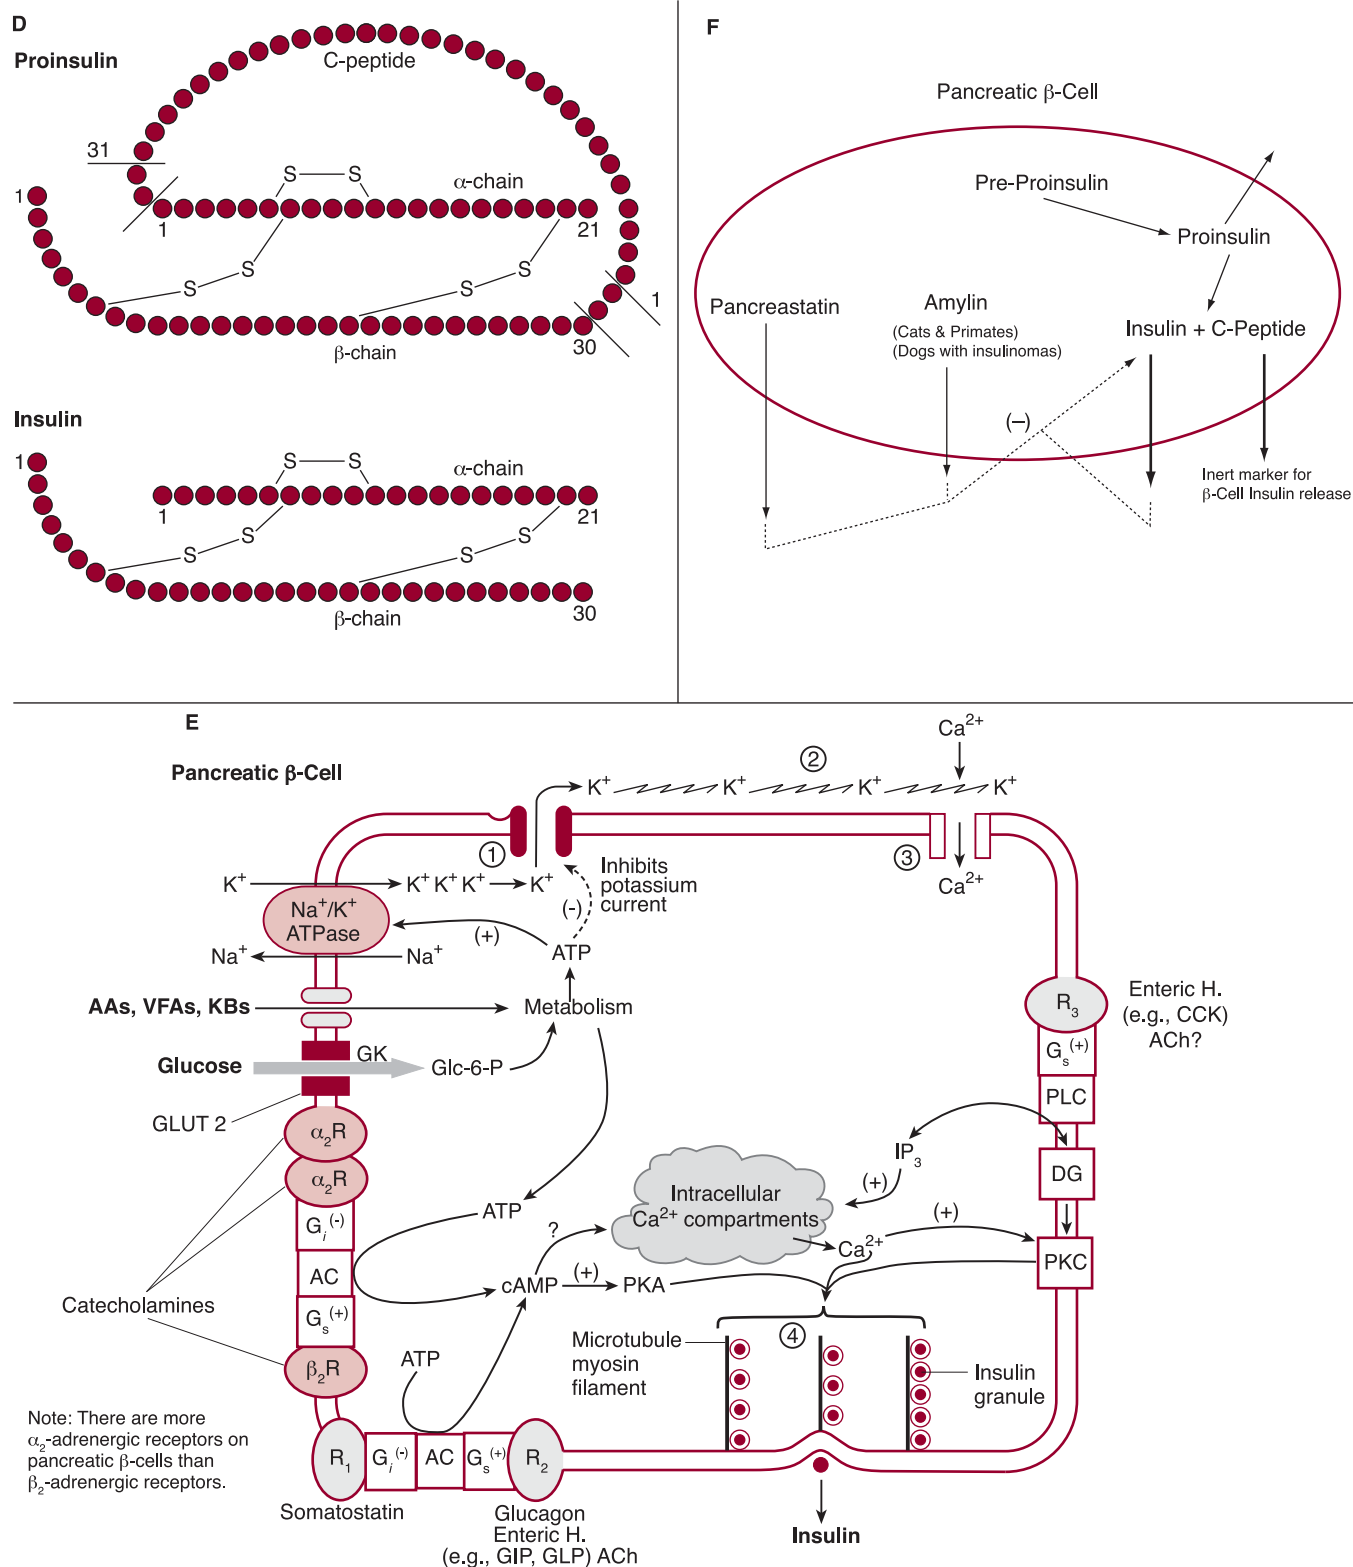 D
Proinsulin
C-peptide
31
1
S S
α-chain
1
21
S
S
S
S
1
30
β-chain
Insulin
1
S S
α-chain
1
21
S
S
S
S
β-chain
30
F
Pancreatic β-Cell
Pre-Proinsulin
Proinsulin
Pancreastatin
Amylin
(Cats & Primates)
(Dogs with insulinomas)
Insulin + C-Peptide
(–)
Inert marker for
β-Cell Insulin release
E
Pancreatic β-Cell
Ca2+
2
K+ K+ K+ K+
1
3
Ca2+
K+ K+ K+ K+ K+
Inhibits
potassium
current
(-)
Na+/K+
ATPase
(+)
ATP
Na+ Na+
AAs, VFAs, KBs
Metabolism
GK
Glucose
Glc-6-P
GLUT 2
α2R
α2R
Gi(-)
AC
Gs(+)
β2R
Catecholamines
ATP
?
cAMP
(+)
PKA
ATP
Intracellular
Ca2+ compartments
Ca2+
(+)
IP3
(+)
R3
Enteric H.
(e.g., CCK)
ACh?
Gs(+)
PLC
DG
PKC
4
Microtubule
myosin
filament
Insulin
granule
Note: There are more
α2-adrenergic receptors on
pancreatic β-cells than
β2-adrenergic receptors.
R1 Gi(-) AC Gs(+) R2
Somatostatin
Glucagon
Enteric H.
(e.g., GIP, GLP) ACh
Insulin